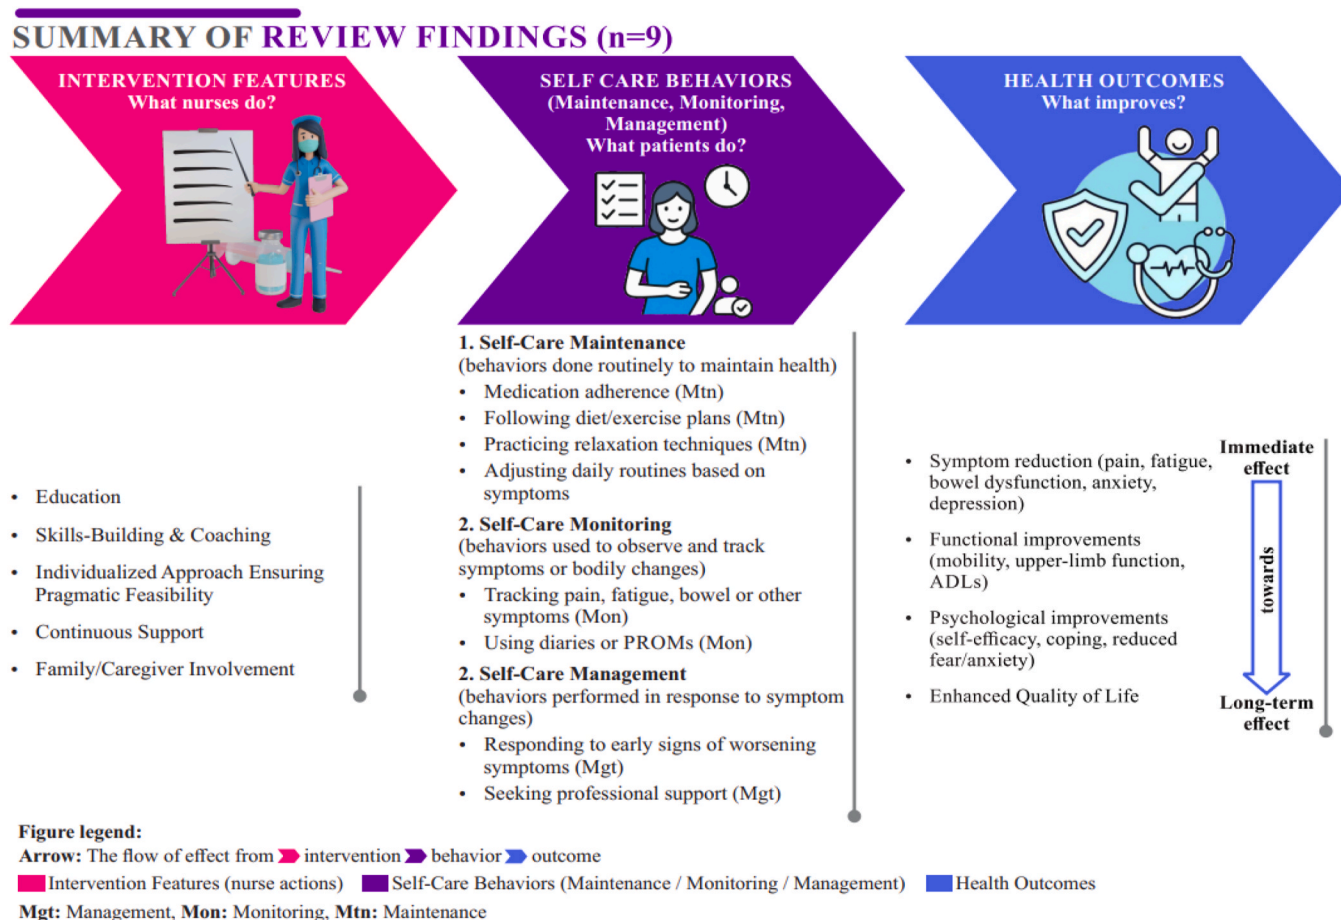 SUMMARY OF REVIEW FINDINGS (n=9)
INTERVENTION FEATURES
What nurses do?
SELF CARE BEHAVIORS
(Maintenance, Monitoring,
Management)
What patients do?
HEALTH OUTCOMES
What improves?
• Education
• Skills-Building & Coaching
• Individualized Approach Ensuring
Pragmatic Feasibility
• Continuous Support
• Family/Caregiver Involvement
1. Self-Care Maintenance
(behaviors done routinely to maintain health)
• Medication adherence (Mtn)
• Following diet/exercise plans (Mtn)
• Practicing relaxation techniques (Mtn)
• Adjusting daily routines based on
symptoms
2. Self-Care Monitoring
(behaviors used to observe and track
symptoms or bodily changes)
• Tracking pain, fatigue, bowel or other
symptoms (Mon)
• Using diaries or PROMs (Mon)
2. Self-Care Management
(behaviors performed in response to symptom
changes)
• Responding to early signs of worsening
symptoms (Mgt)
• Seeking professional support (Mgt)
• Symptom reduction (pain, fatigue,
bowel dysfunction, anxiety,
depression)
• Functional improvements
(mobility, upper-limb function,
ADLs)
• Psychological improvements
(self-efficacy, coping, reduced
fear/anxiety)
• Enhanced Quality of Life
Immediate
effect
towards
Long-term
effect
Figure legend:
Arrow: The flow of effect from intervention behavior outcome
Intervention Features (nurse actions) Self-Care Behaviors (Maintenance / Monitoring / Management) Health Outcomes
Mgt: Management, Mon: Monitoring, Mtn: Maintenance